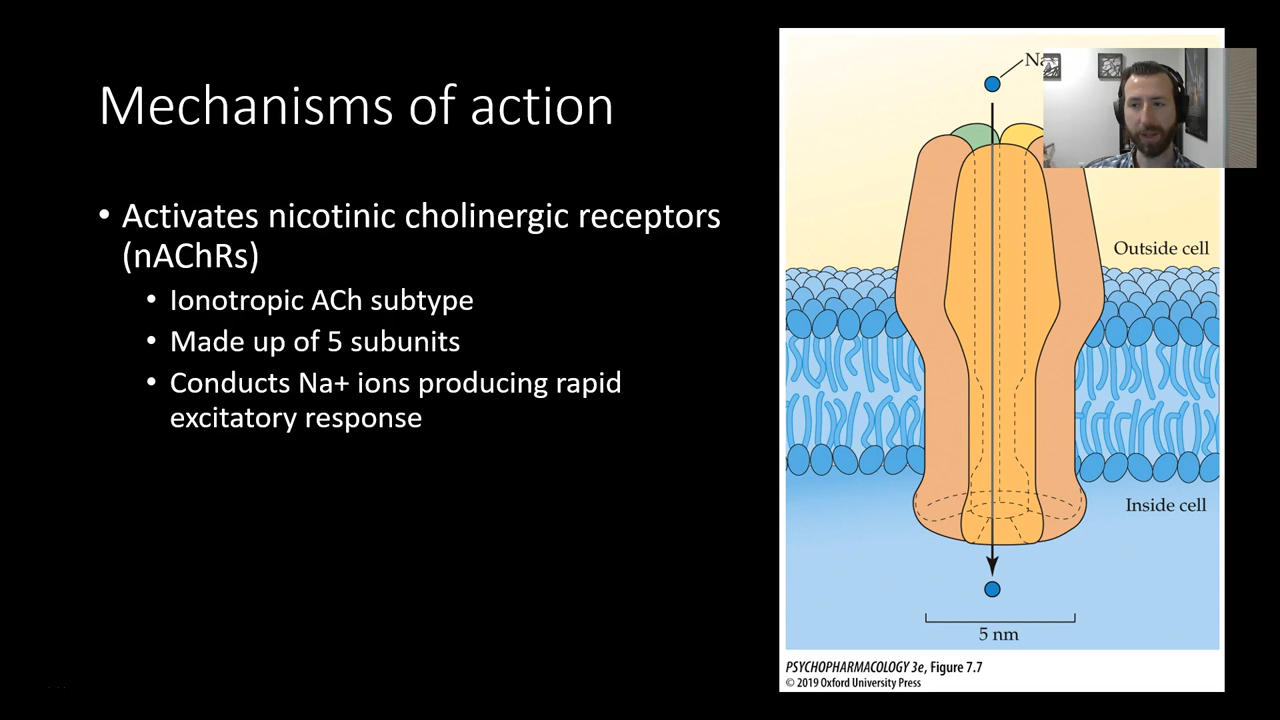 Mechanisms of action
• Activates nicotinic cholinergic receptors
(nAChRs)
• Ionotropic ACh subtype
• Made up of 5 subunits
• Conducts Na+ ions producing rapid
excitatory response
Outside cell
Inside cell
5 nm
PSYCHOPHARMACOLOGY 3e, Figure 7.7
© 2019 Oxford University Press